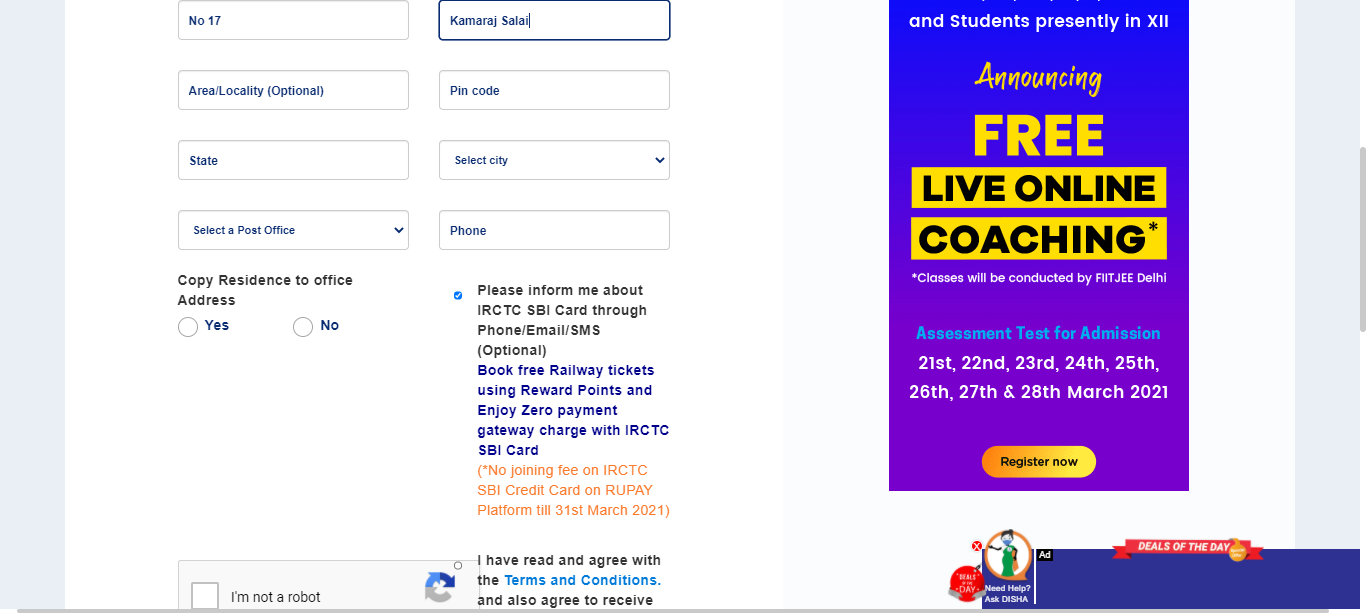 No 17
Kamaraj Salai
Area/Locality (Optional)
Pin code
State
Select city
Select a Post Office
Phone
Copy Residence to office
Address
Yes
No
Please inform me about
IRCTC SBI Card through
Phone/Email/SMS
(Optional)
Book free Railway tickets
using Reward Points and
Enjoy Zero payment
gateway charge with IRCTC
SBI Card
(*No joining fee on IRCTC
SBI Credit Card on RUPAY
Platform till 31st March 2021)
I have read and agree with
the Terms and Conditions.
and also agree to receive
I'm not a robot
and Students presently in XII
Announcing
FREE
LIVE ONLINE
COACHING*
*Classes will be conducted by FIITJEE Delhi
Assessment Test for Admission
21st, 22nd, 23rd, 24th, 25th,
26th, 27th & 28th March 2021
Register now
X
Ad
DEALS OF THE DAY
"DEALS
OF THE
DAY"
Need Help?
Ask DISHA